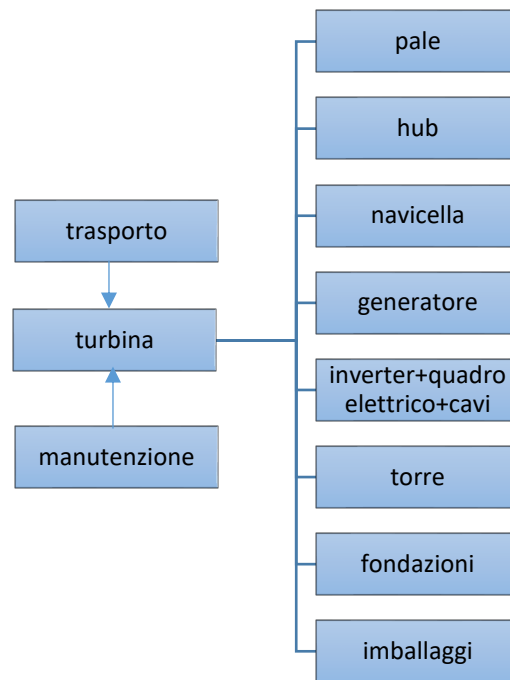 trasporto
turbina
manutenzione
pale
hub
navicella
generatore
inverter+quadro
elettrico+cavi
torre
fondazioni
imballaggi